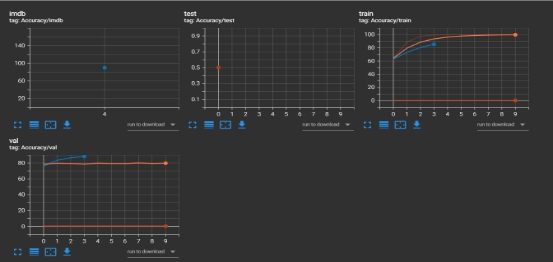 imdb
tag: Accuracy/imdb
140
100
60
20
4
run to download
test
tag: Accuracy/test
0.9
0.7
0.5
0.3
0.1
0 1 2 3 4 5 6 7 8 9
run to download
train
tag: Accuracy/train
100
80
60
40
20
0
0 1 2 3 4 5 6 7 8 9
run to download
val
tag: Accuracy/val
80
60
40
20
0
0 1 2 3 4 5 6 7 8 9
run to download